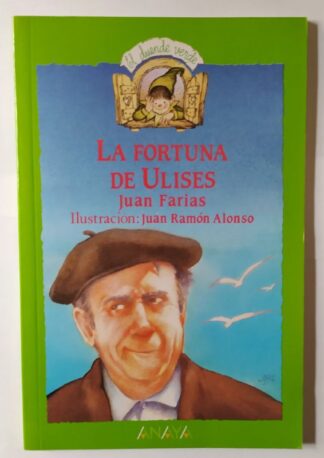 El duende verde
LA FORTUNA
DE ULISES
Juan Farias
Ilustración: Juan Ramón Alonso
ANAYA